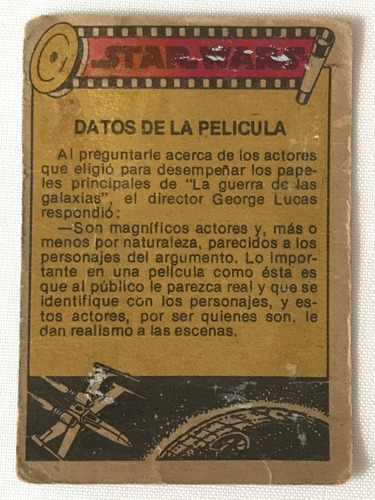 STAR WARS
DATOS DE LA PELICULA
Al preguntarle acerca de los actores
que eligió para desempeñar los pape-
les principales de "La guerra de las
galaxias", el director George Lucas
respondió:
—Son magníficos actores y, más o
menos por naturaleza, parecidos a los
personajes del argumento. Lo impor-
tante en una película como ésta es
que al público le parezca real y que se
identifique con los personajes, y es-
tos actores, por ser quienes son, le
dan realismo a las escenas.